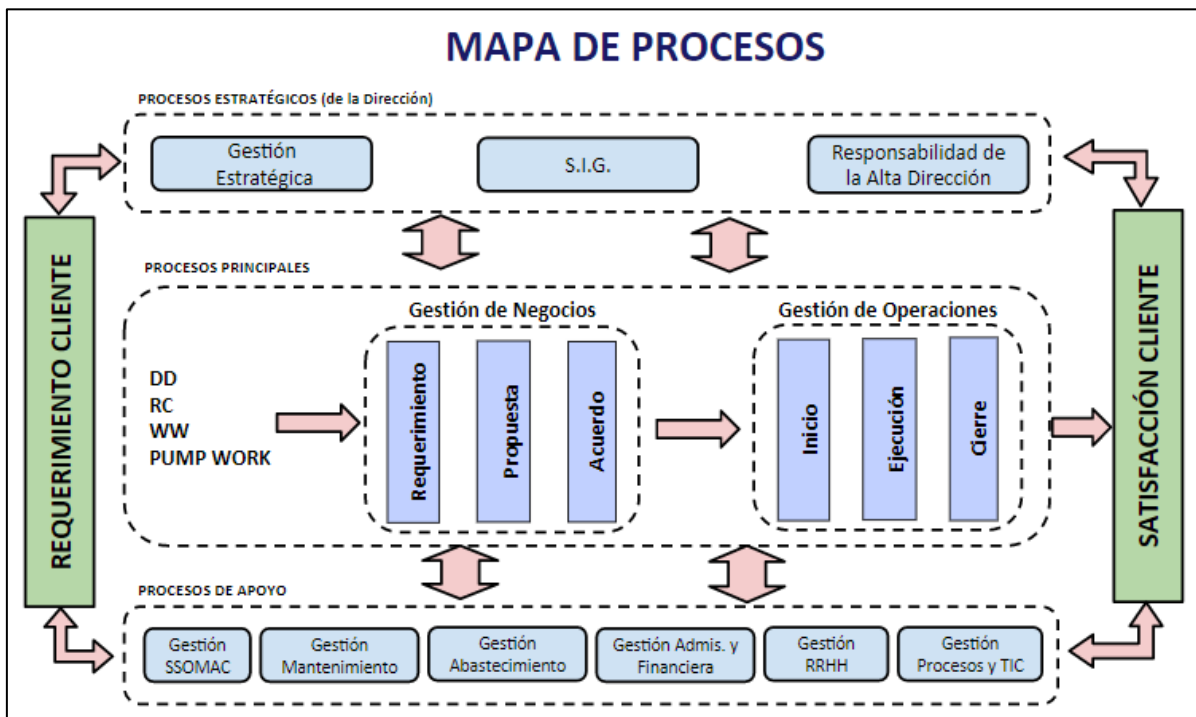 MAPA DE PROCESOS
PROCESOS ESTRATÉGICOS (de la Dirección)
Gestión
Estratégica
S.I.G.
Responsabilidad de
la Alta Dirección
REQUERIMIENTO CLIENTE
PROCESOS PRINCIPALES
DD
RC
WW
PUMP WORK
Gestión de Negocios
Requerimiento
Propuesta
Acuerdo
Gestión de Operaciones
Inicio
Ejecución
Cierre
SATISFACCIÓN CLIENTE
PROCESOS DE APOYO
Gestión
SSOMAC
Gestión
Mantenimiento
Gestión
Abastecimiento
Gestión Admis. y
Financiera
Gestión
RRHH
Gestión
Procesos y TIC